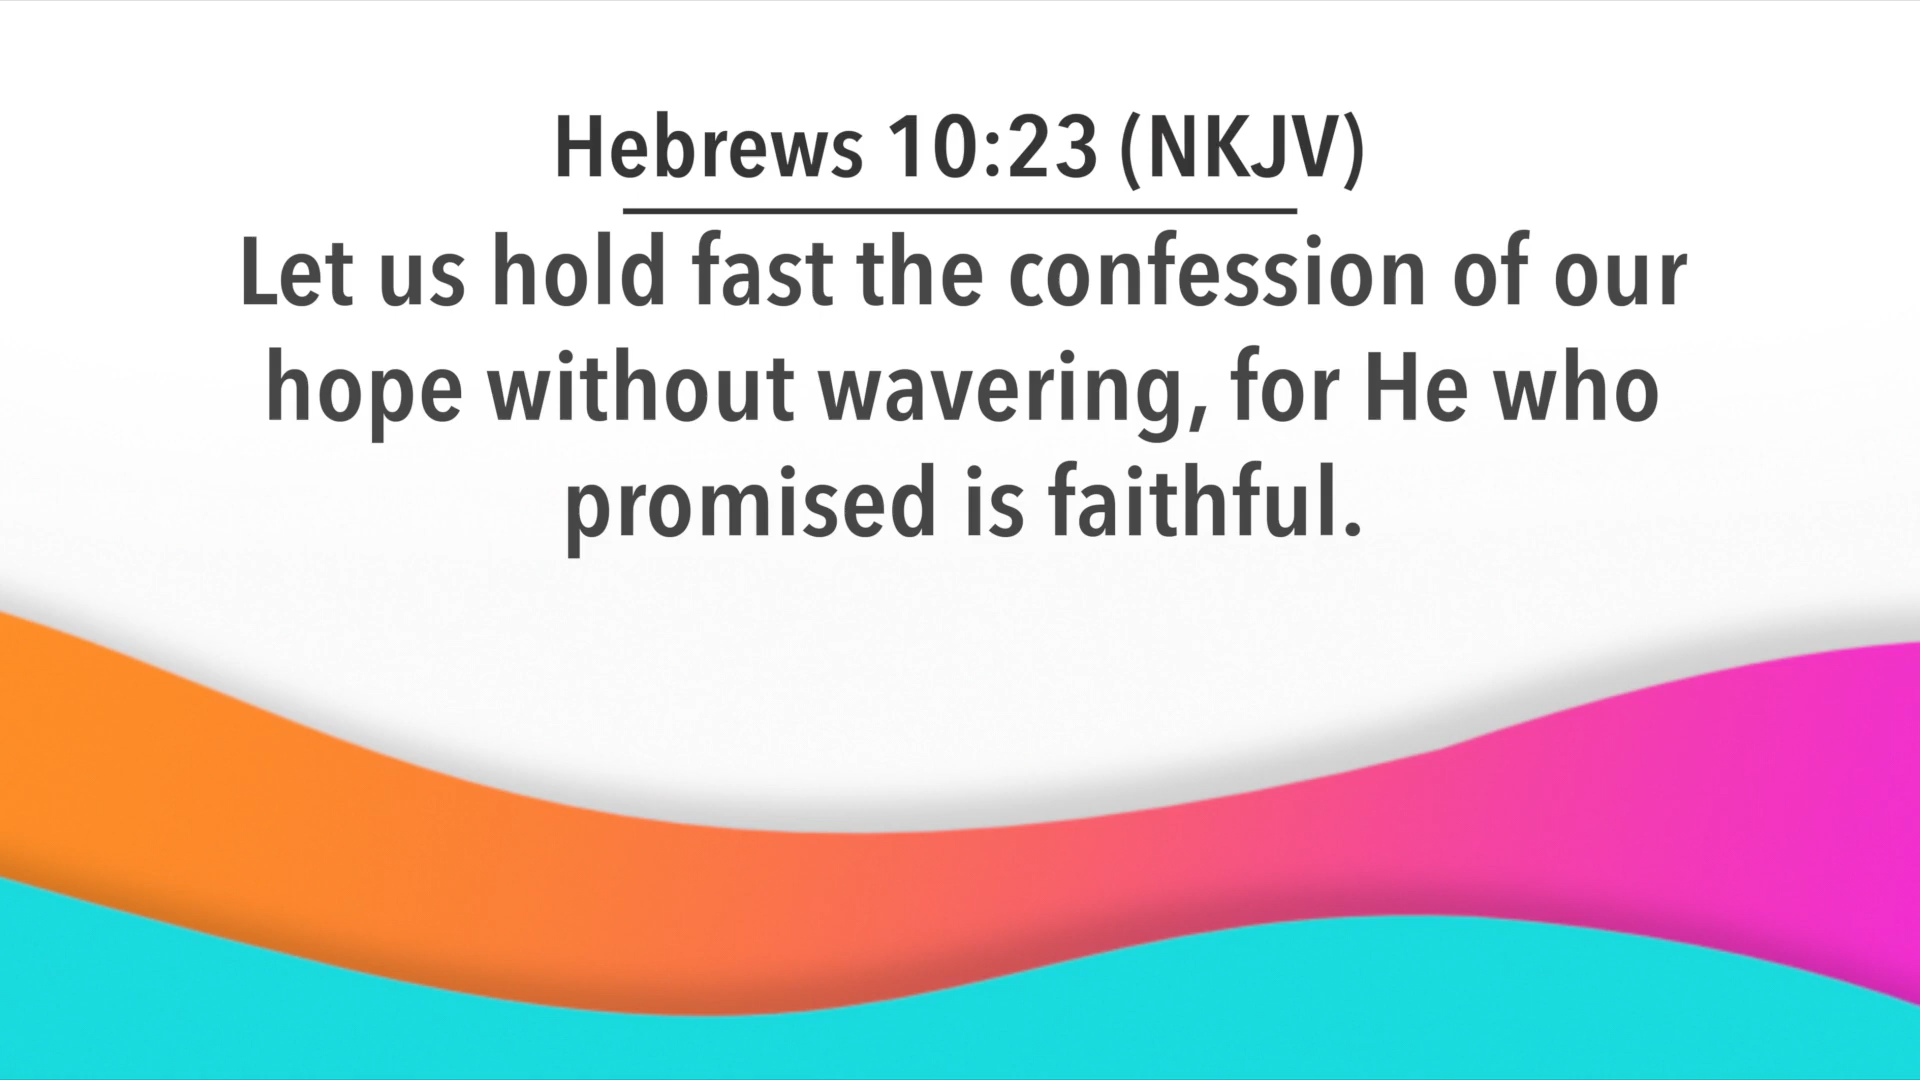 Hebrews 10:23 (NKJV)
Let us hold fast the confession of our
hope without wavering, for He who
promised is faithful.